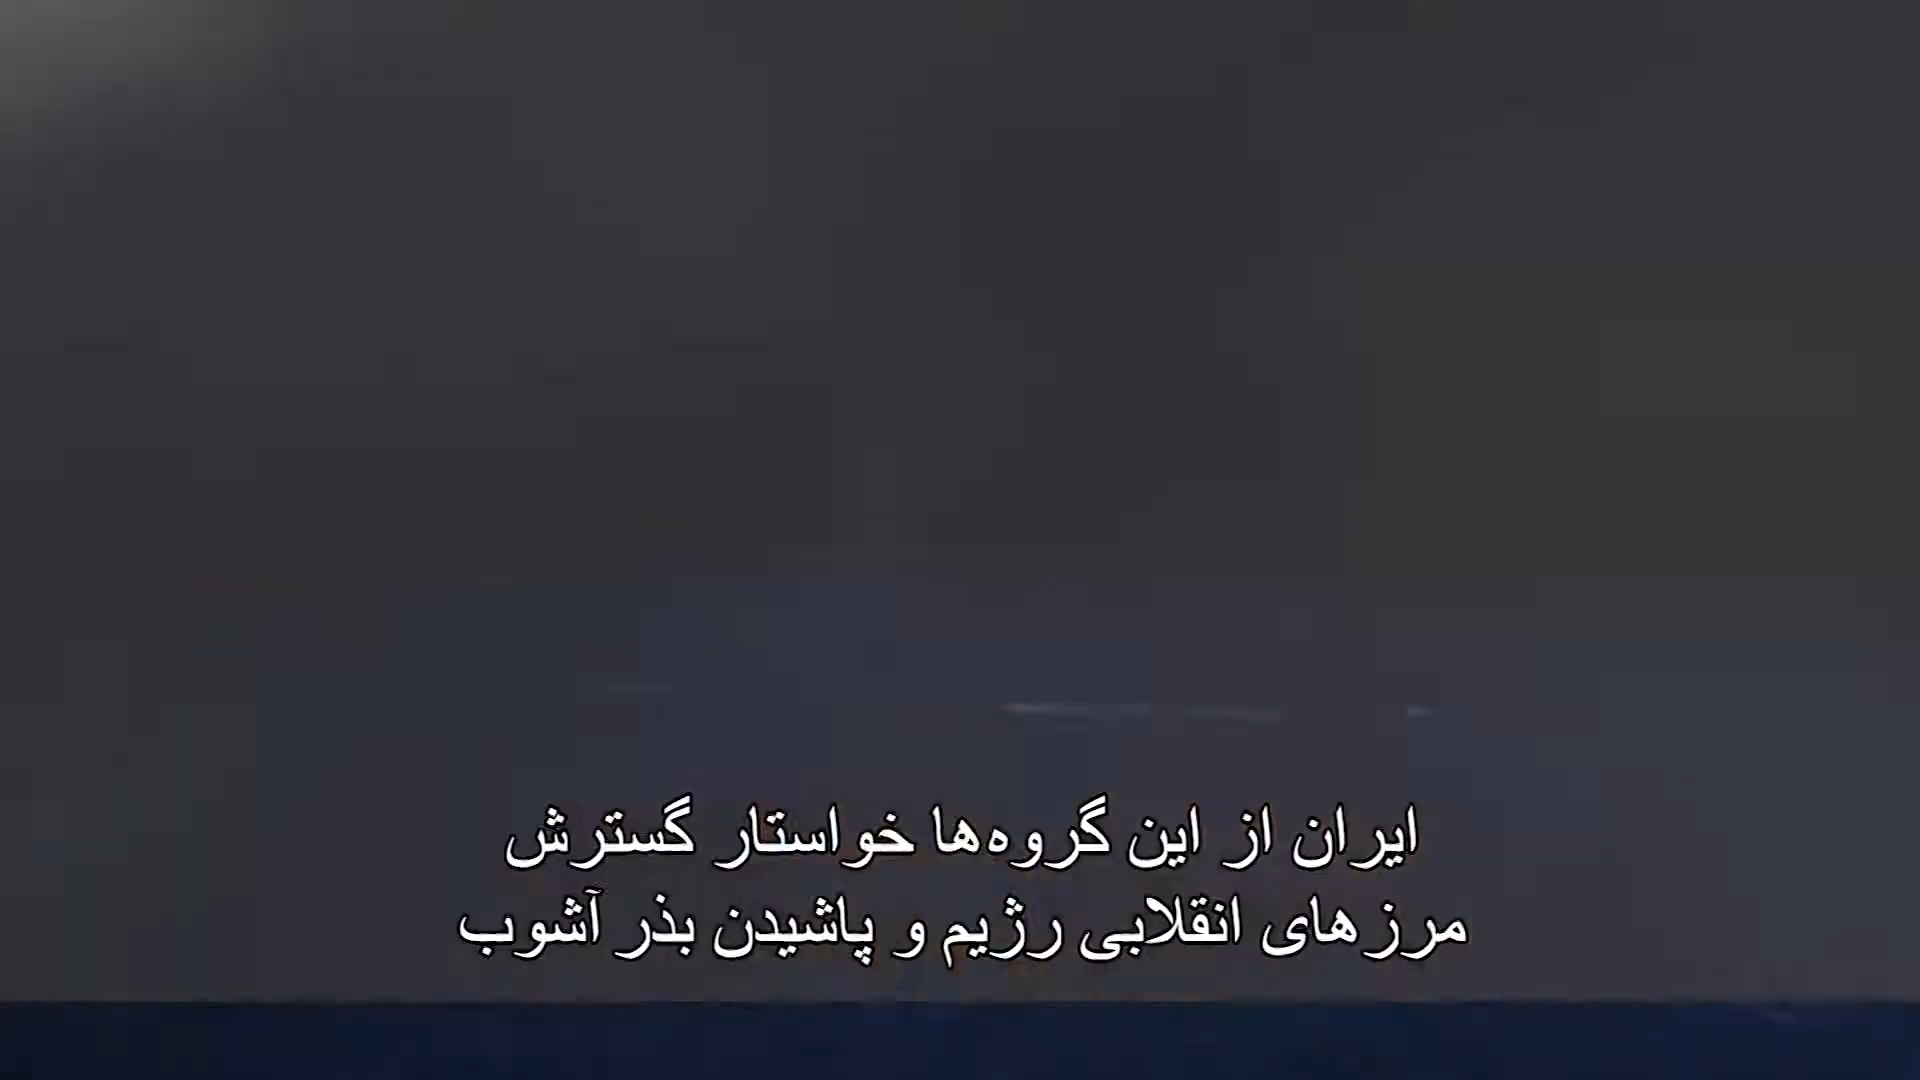 ایران از این گروه‌ها خواستار گسترش
مرزهای انقلابی رژیم و پاشیدن بذر آشوب